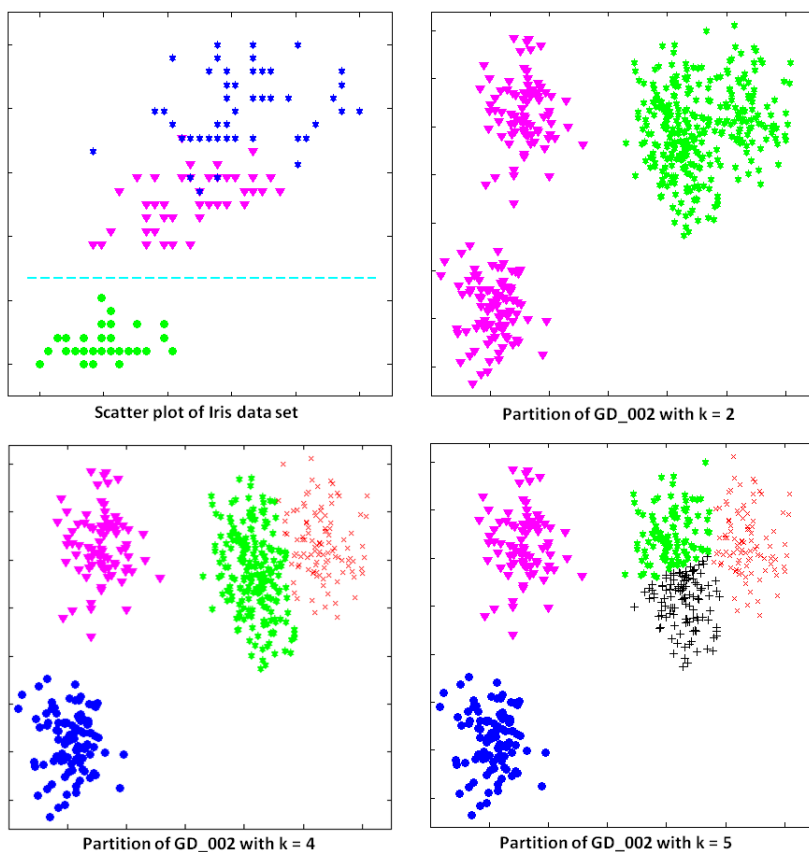 Scatter plot of Iris data set
Partition of GD_002 with k = 2
Partition of GD_002 with k = 4
Partition of GD_002 with k = 5